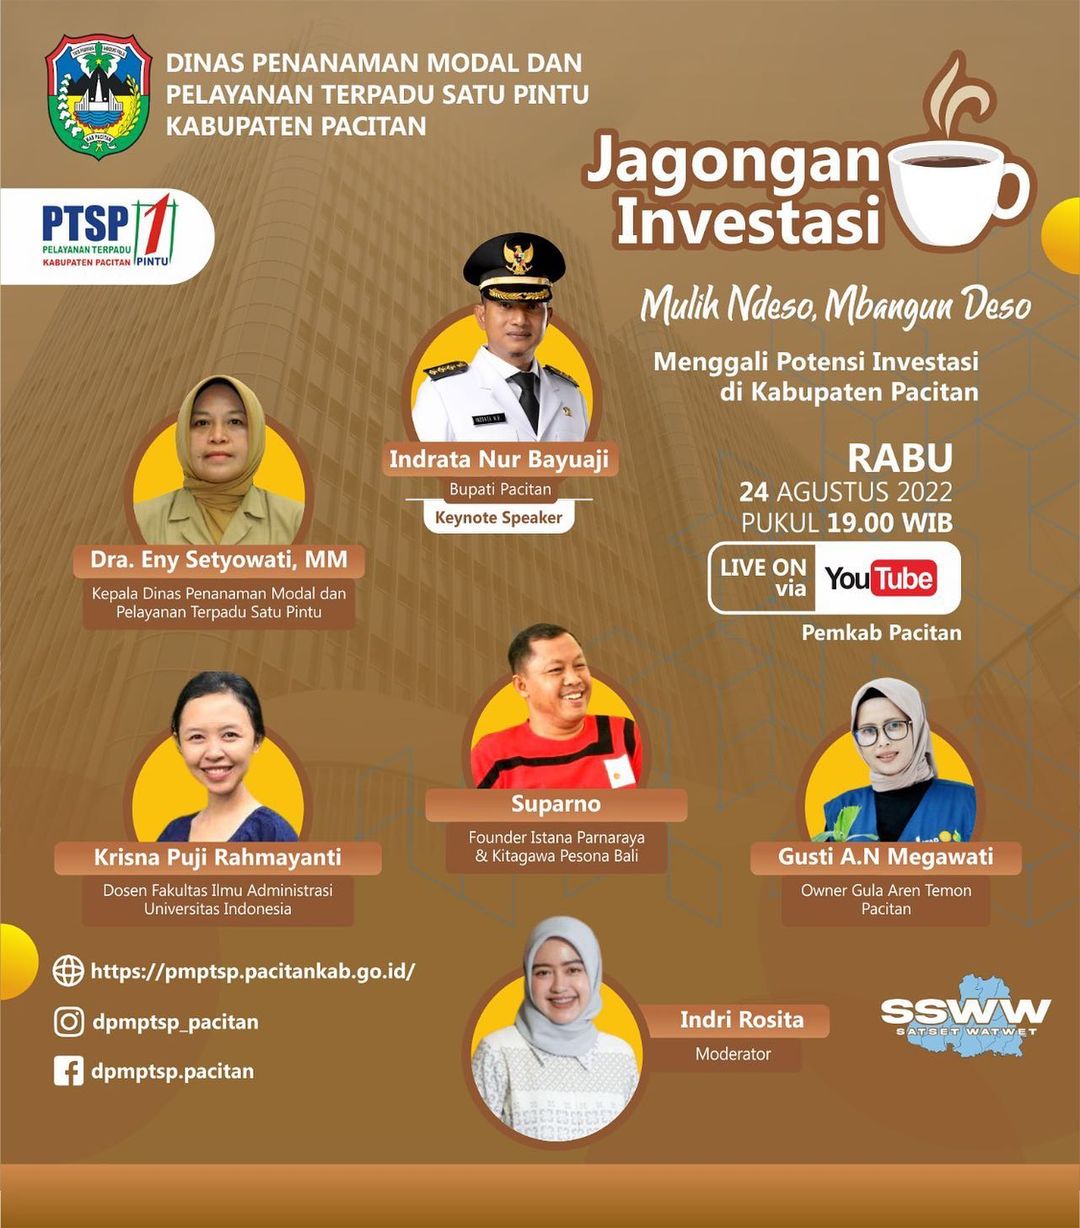 DINAS PENANAMAN MODAL DAN
PELAYANAN TERPADU SATU PINTU
KABUPATEN PACITAN
KAB PACITAN
PTSP 1
PELAYANAN TERPADU
KABUPATEN PACITAN PINTU
Jagongan
Investasi
Mulih Ndeso, Mbangun Deso
Menggali Potensi Investasi
di Kabupaten Pacitan
RABU
24 AGUSTUS 2022
PUKUL 19.00 WIB
LIVE ON
via
YouTube
Pemkab Pacitan
Indrata Nur Bayuaji
Bupati Pacitan
Keynote Speaker
Dra. Eny Setyowati, MM
Kepala Dinas Penanaman Modal dan
Pelayanan Terpadu Satu Pintu
Krisna Puji Rahmayanti
Dosen Fakultas Ilmu Administrasi
Universitas Indonesia
Suparno
Founder Istana Parnaraya
& Kitagawa Pesona Bali
Gusti A.N Megawati
Owner Gula Aren Temon
Pacitan
Indri Rosita
Moderator
https://pmptsp.pacitankab.go.id/
dpmptsp_pacitan
dpmptsp.pacitan
SSWW
SATSET WATWET